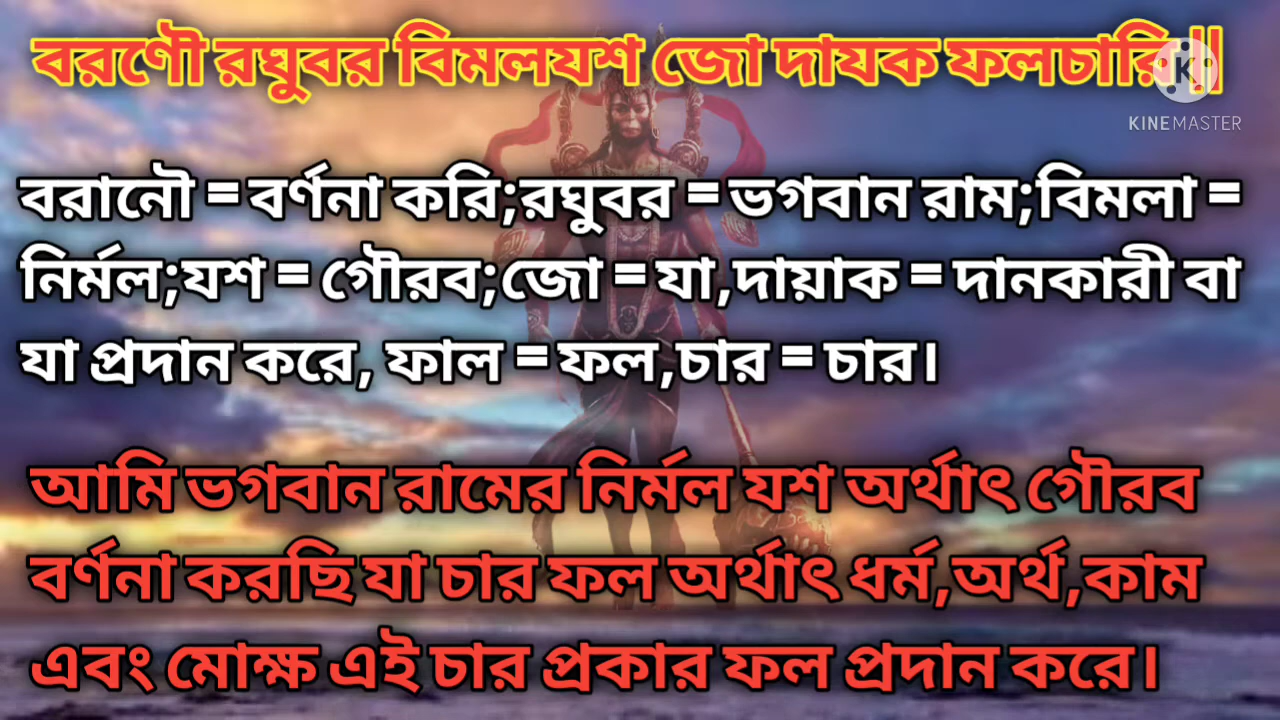 বরণৌ রঘুবর বিমলযশ জো দাযক ফলচারি ||
KINEMASTER
বরানৌ = বর্ণনা করি;রঘুবর = ভগবান রাম;বিমলা =
নির্মল;যশ = গৌরব;জো = যা,দায়াক = দানকারী বা
যা প্রদান করে, ফাল = ফল,চার = চার।
আমি ভগবান রামের নির্মল যশ অর্থাৎ গৌরব
বর্ণনা করছি যা চার ফল অর্থাৎ ধর্ম,অর্থ,কাম
এবং মোক্ষ এই চার প্রকার ফল প্রদান করে।